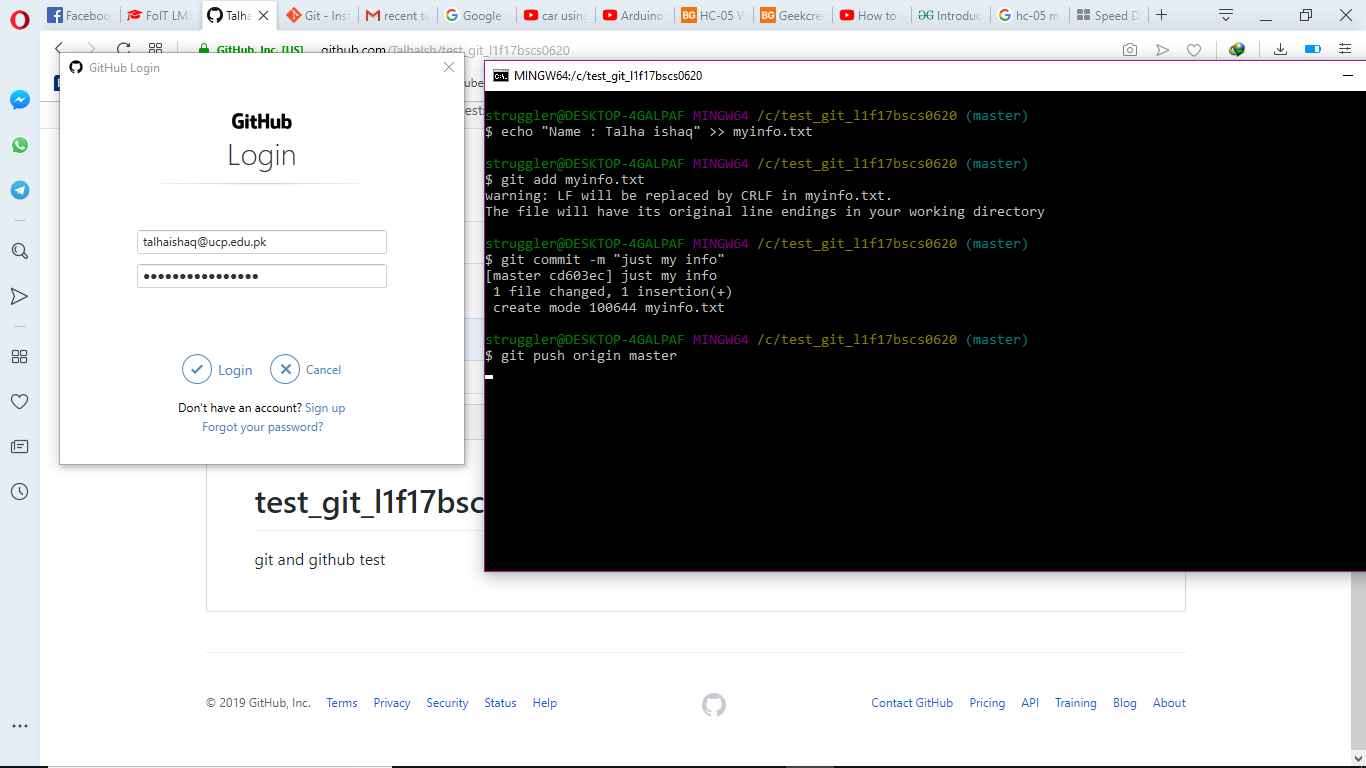 Faceboo
FoIT LM
Talha
Git - Inst
recent ta
Google -
car using
Arduino
BG HC-05 W
BG Geekcre
How to
Introduc
hc-05 m
Speed D
GitHub, Inc. [US] github.com/TalhaIsh/test_git_l1f17bscs0620
GitHub Login
GitHub
Login
talhaishaq@ucp.edu.pk
Login Cancel
Don't have an account? Sign up
Forgot your password?
MINGW64:/c/test_git_l1f17bscs0620
struggler@DESKTOP-4GALPAF MINGW64 /c/test_git_l1f17bscs0620 (master)
$ echo "Name : Talha ishaq" >> myinfo.txt
struggler@DESKTOP-4GALPAF MINGW64 /c/test_git_l1f17bscs0620 (master)
$ git add myinfo.txt
warning: LF will be replaced by CRLF in myinfo.txt.
The file will have its original line endings in your working directory
struggler@DESKTOP-4GALPAF MINGW64 /c/test_git_l1f17bscs0620 (master)
$ git commit -m "just my info"
[master cd603ec] just my info
1 file changed, 1 insertion(+)
create mode 100644 myinfo.txt
struggler@DESKTOP-4GALPAF MINGW64 /c/test_git_l1f17bscs0620 (master)
$ git push origin master
test_git_l1f17bsc
git and github test
© 2019 GitHub, Inc. Terms Privacy Security Status Help Contact GitHub Pricing API Training Blog About